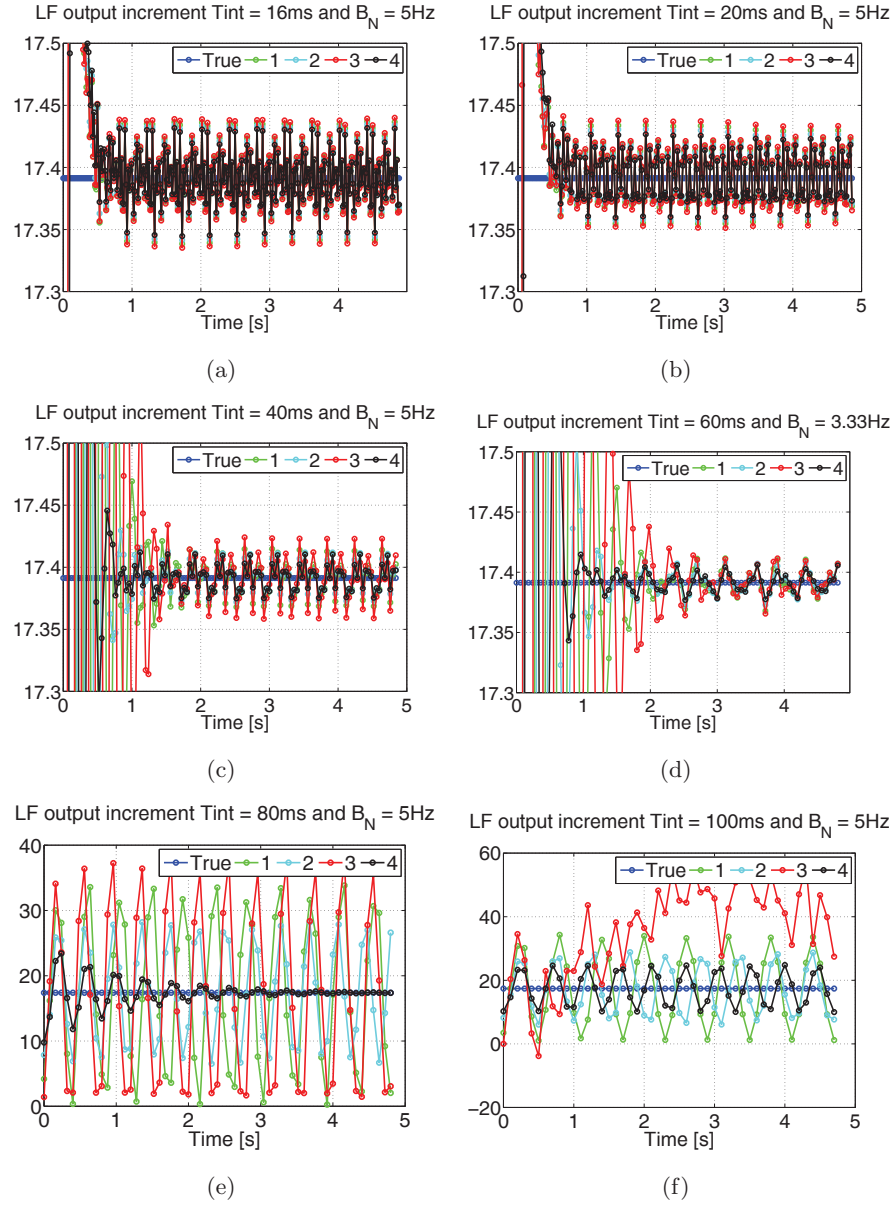 LF output increment Tint = 16ms and B_N = 5Hz
17.5
17.45
17.4
17.35
17.3
True 1 2 3 4
0 1 2 3 4
Time [s]
(a)
LF output increment Tint = 20ms and B_N = 5Hz
17.5
17.45
17.4
17.35
17.3
True 1 2 3 4
0 1 2 3 4 5
Time [s]
(b)
LF output increment Tint = 40ms and B_N = 5Hz
17.5
17.45
17.4
17.35
17.3
True 1 2 3 4
0 1 2 3 4 5
Time [s]
(c)
LF output increment Tint = 60ms and B_N = 3.33Hz
17.5
17.45
17.4
17.35
17.3
True 1 2 3 4
0 1 2 3 4
Time [s]
(d)
LF output increment Tint = 80ms and B_N = 5Hz
40
30
20
10
0
True 1 2 3 4
0 1 2 3 4 5
Time [s]
(e)
LF output increment Tint = 100ms and B_N = 5Hz
60
40
20
0
−20
True 1 2 3 4
0 1 2 3 4 5
Time [s]
(f)